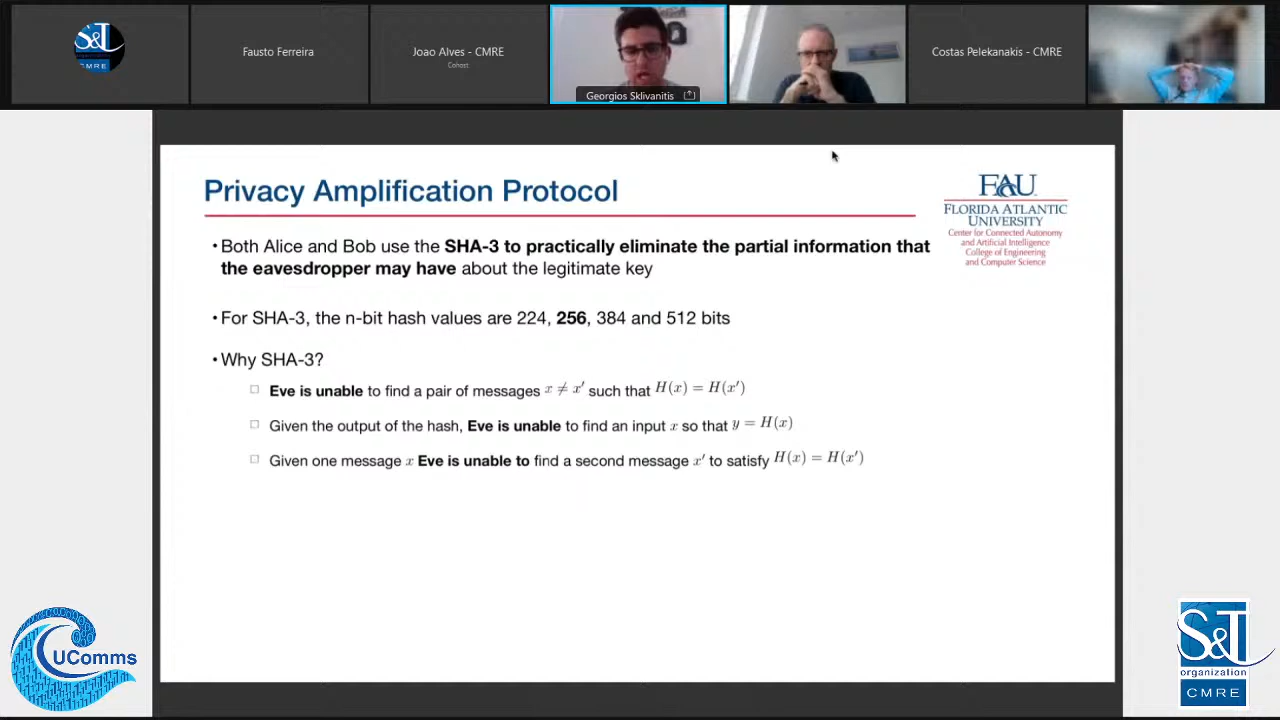 S&T
CMRE
Fausto Ferreira
Joao Alves - CMRE
Cohost
Georgios Sklivanitis
Costas Pelekanakis - CMRE
Privacy Amplification Protocol
FAU
FLORIDA ATLANTIC
UNIVERSITY
Center for Connected Autonomy
and Artificial Intelligence
College of Engineering
and Computer Science
• Both Alice and Bob use the SHA-3 to practically eliminate the partial information that
the eavesdropper may have about the legitimate key
• For SHA-3, the n-bit hash values are 224, 256, 384 and 512 bits
• Why SHA-3?
□ Eve is unable to find a pair of messages x ≠ x′ such that H(x) = H(x′)
□ Given the output of the hash, Eve is unable to find an input x so that y = H(x)
□ Given one message x Eve is unable to find a second message x′ to satisfy H(x) = H(x′)
UComms
S&T
organization
CMRE